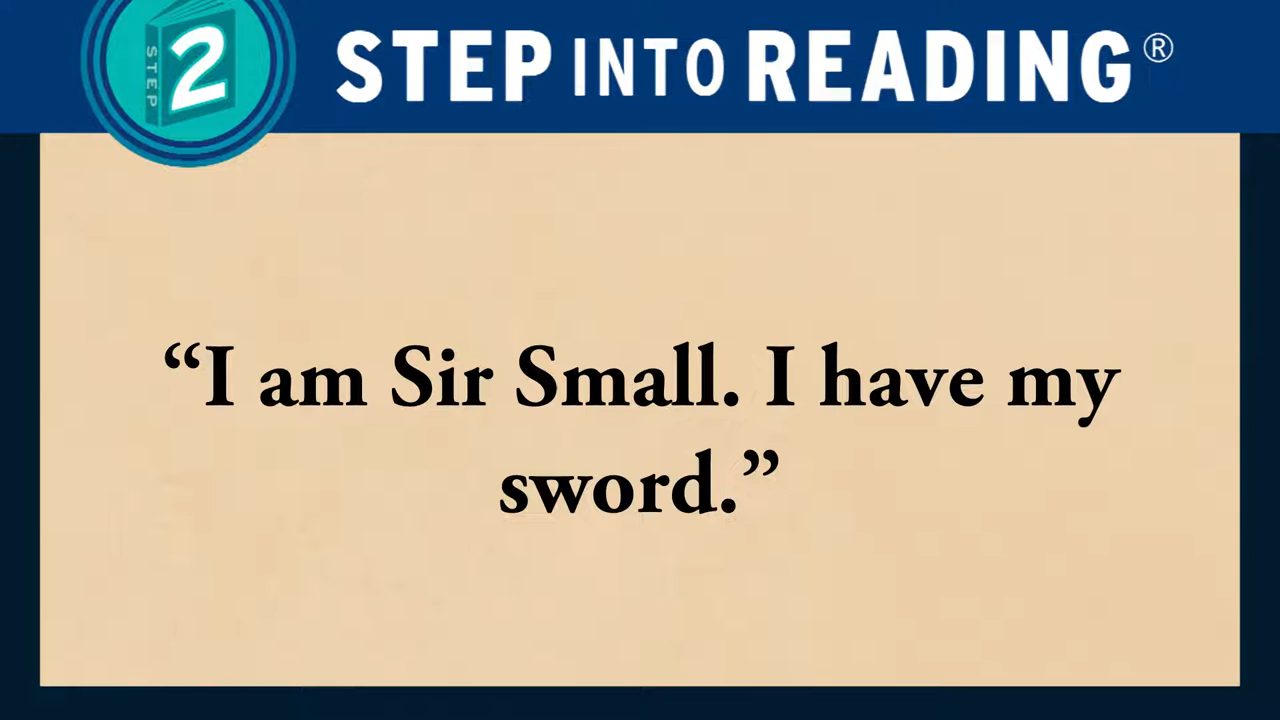 STEP 2
STEP INTO READING®
“I am Sir Small. I have my
sword.”